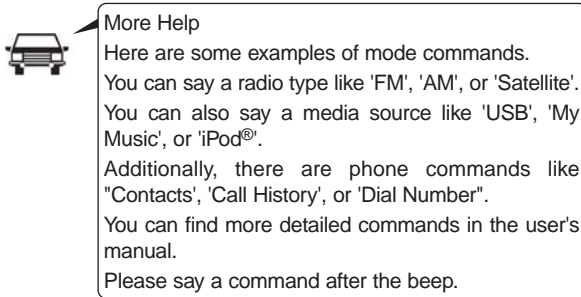 More Help
Here are some examples of mode commands.
You can say a radio type like 'FM', 'AM', or 'Satellite'.
You can also say a media source like 'USB', 'My
Music', or 'iPod®'.
Additionally, there are phone commands like
"Contacts', 'Call History', or 'Dial Number".
You can find more detailed commands in the user's
manual.
Please say a command after the beep.